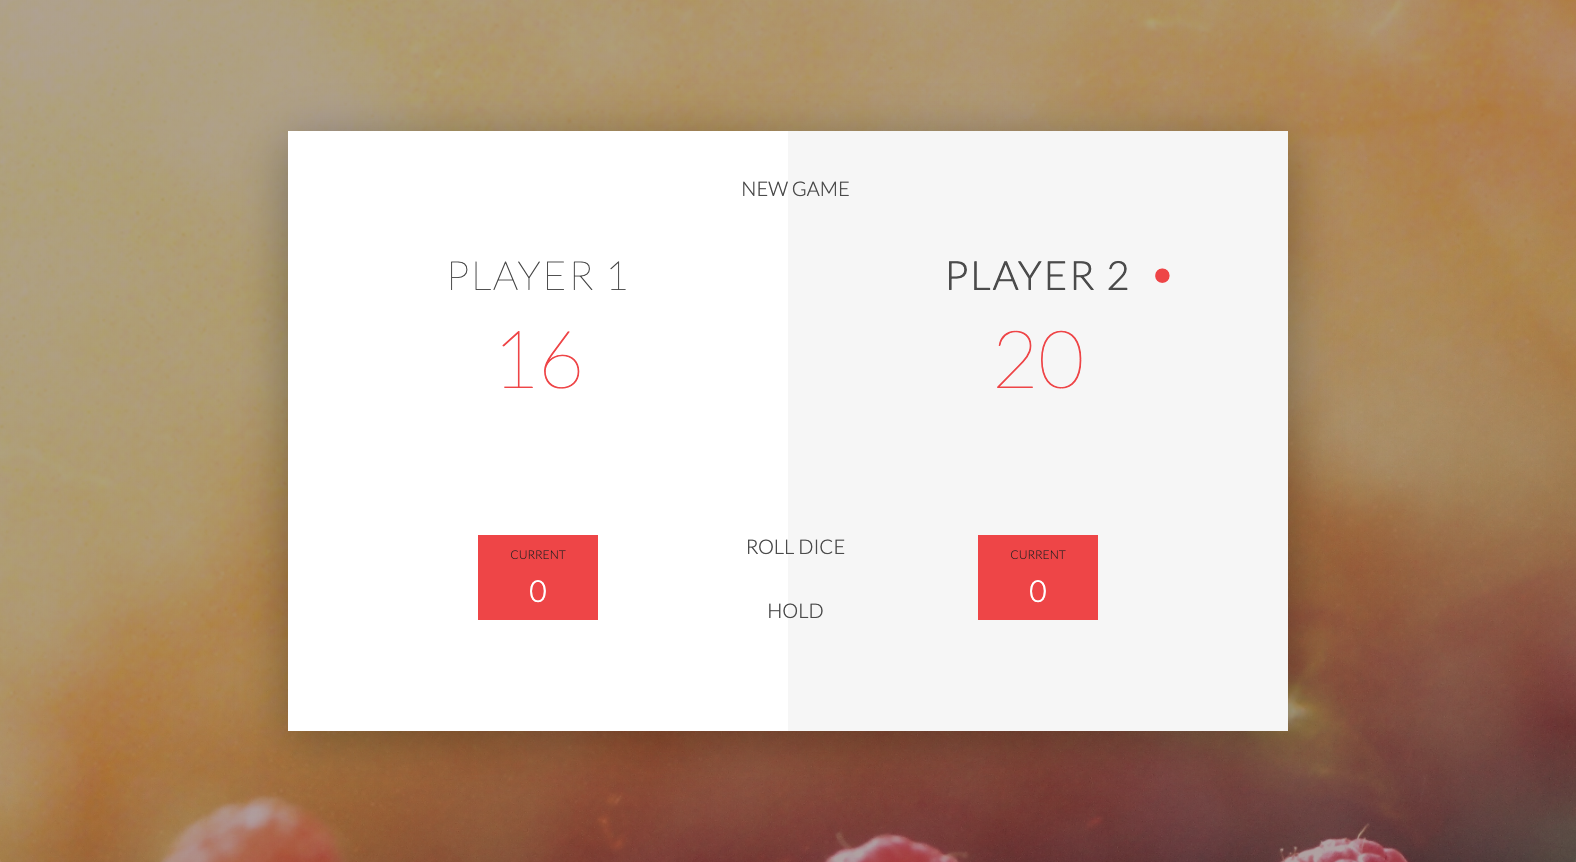 NEW GAME
PLAYER 1
16
PLAYER 2
20
CURRENT
0
ROLL DICE
HOLD
CURRENT
0